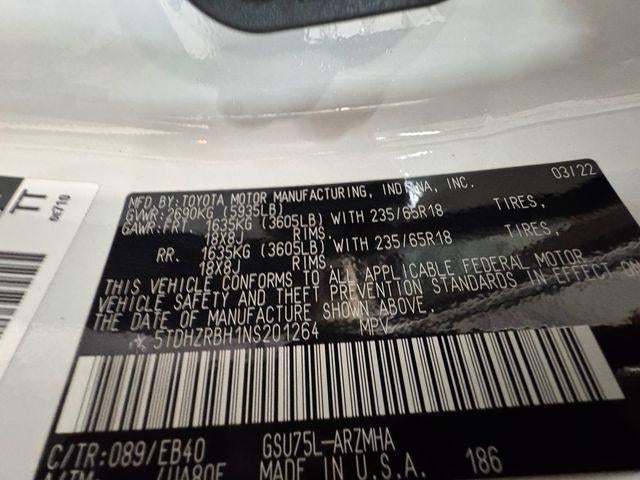 TT
MFD. BY: TOYOTA MOTOR MANUFACTURING, INDIANA, INC. 03/22
GVWR: 2690KG (5935LB)
GAWR: FRT. 1635KG (3605LB) WITH 235/65R18 TIRES,
18X8J RIMS.
RR. 1635KG (3605LB) WITH 235/65R18 TIRES,
18X8J RIMS.
THIS VEHICLE CONFORMS TO ALL APPLICABLE FEDERAL MOTOR
VEHICLE SAFETY AND THEFT PREVENTION STANDARDS IN EFFECT ON
THE DATE OF MANUFACTURE SHOWN ABOVE.
5TDHZRBH1NS201264 MPV
C/TR: 089/EB40 GSU75L-ARZMHA
A/TM: /UA80F MADE IN U.S.A. 186